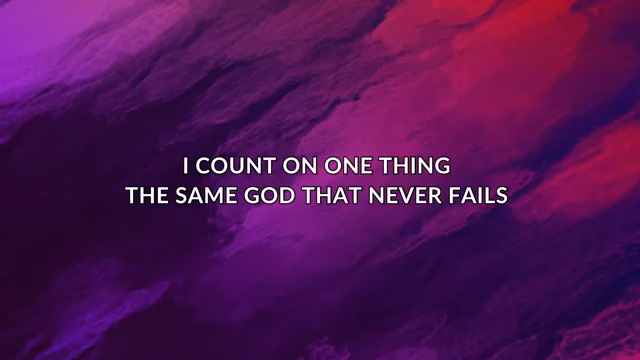 I COUNT ON ONE THING
THE SAME GOD THAT NEVER FAILS